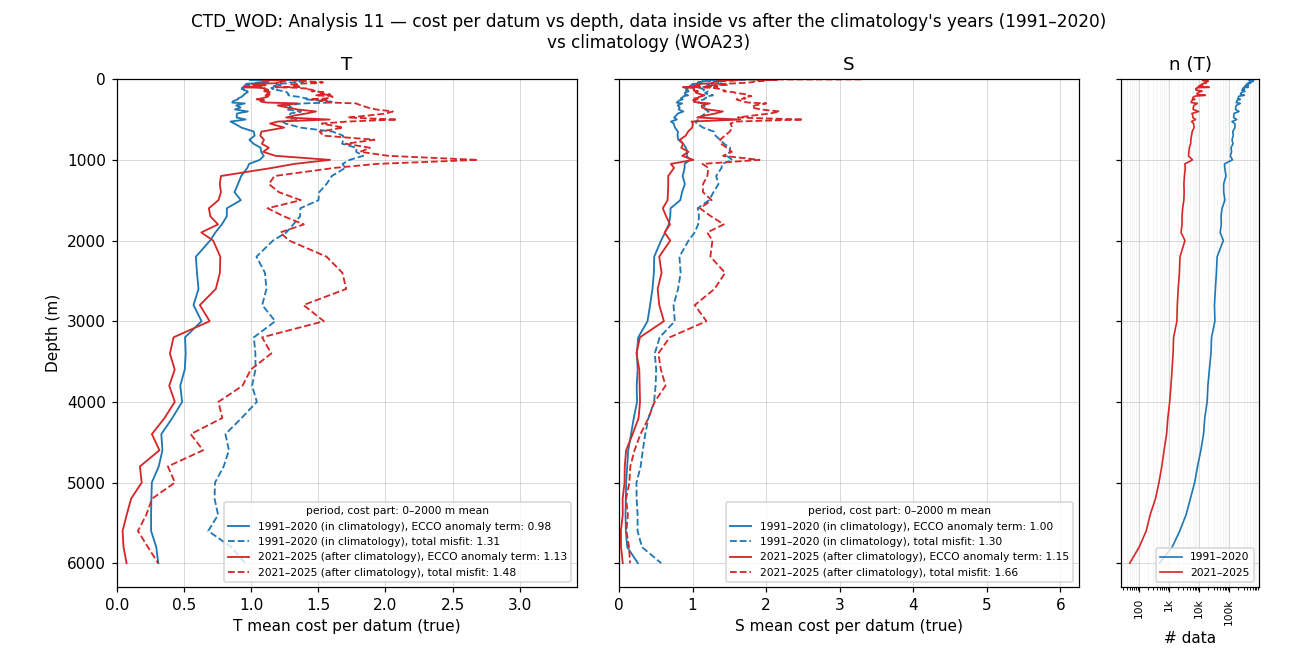 CTD_WOD: Analysis 11 — cost per datum vs depth, data inside vs after the climatology's years (1991–2020)
vs climatology (WOA23)
T
S
n (T)
0
1000
2000
3000
4000
5000
6000
Depth (m)
period, cost part: 0–2000 m mean
1991–2020 (in climatology), ECCO anomaly term: 0.98
1991–2020 (in climatology), total misfit: 1.31
2021–2025 (after climatology), ECCO anomaly term: 1.13
2021–2025 (after climatology), total misfit: 1.48
0.0 0.5 1.0 1.5 2.0 2.5 3.0
T mean cost per datum (true)
period, cost part: 0–2000 m mean
1991–2020 (in climatology), ECCO anomaly term: 1.00
1991–2020 (in climatology), total misfit: 1.30
2021–2025 (after climatology), ECCO anomaly term: 1.15
2021–2025 (after climatology), total misfit: 1.66
0 1 2 3 4 5 6
S mean cost per datum (true)
1991–2020
2021–2025
100 1k 10k 100k
# data